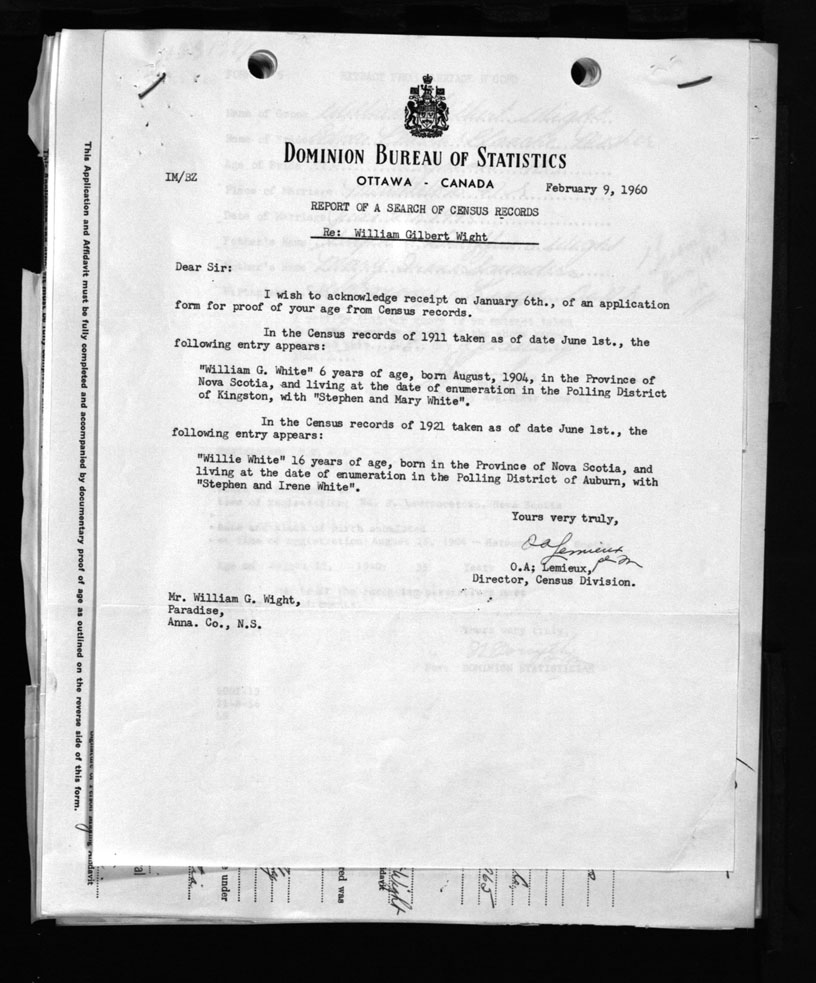 DOMINION BUREAU OF STATISTICS
OTTAWA - CANADA
IM/BZ
February 9, 1960
REPORT OF A SEARCH OF CENSUS RECORDS
Re: William Gilbert Wight
Dear Sir:
I wish to acknowledge receipt on January 6th., of an application
form for proof of your age from Census records.
In the Census records of 1911 taken as of date June 1st., the
following entry appears:
"William G. White" 6 years of age, born August, 1904, in the Province of
Nova Scotia, and living at the date of enumeration in the Polling District
of Kingston, with "Stephen and Mary White".
In the Census records of 1921 taken as of date June 1st., the
following entry appears:
"Willie White" 16 years of age, born in the Province of Nova Scotia, and
living at the date of enumeration in the Polling District of Auburn, with
"Stephen and Irene White".
Yours very truly,
O A Lemieux
O.A; Lemieux,
Director, Census Division.
Mr. William G. Wight,
Paradise,
Anna. Co., N.S.
This Application and Affidavit must be fully completed and accompanied by documentary proof of age as outlined on the reverse side of this form.
under
red was
Wight